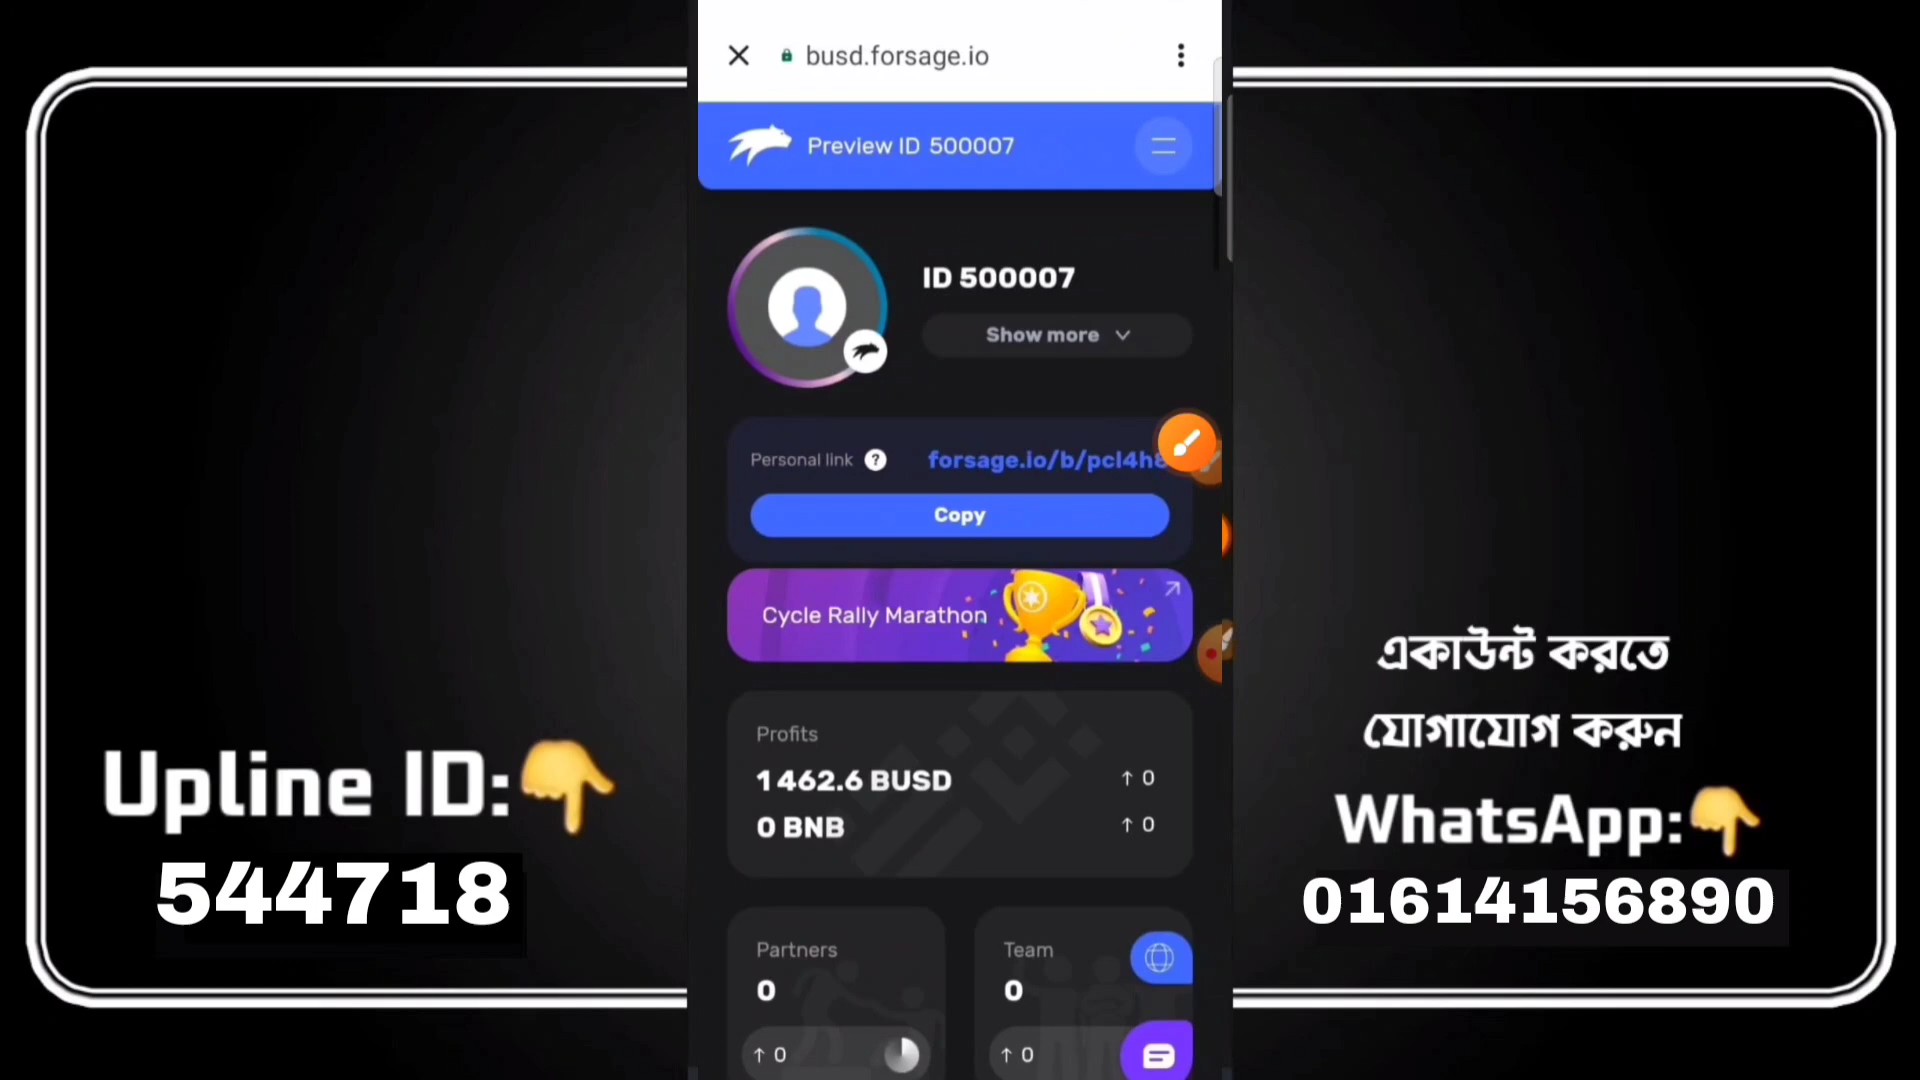 busd.forsage.io
Preview ID 500007
ID 500007
Show more
Personal link ?
forsage.io/b/pcl4h
Copy
Cycle Rally Marathon
Profits
1 462.6 BUSD ↑ 0
0 BNB ↑ 0
Partners
0
↑ 0
Team
0
↑ 0
Upline ID:👇
544718
একাউন্ট করতে
যোগাযোগ করুন
WhatsApp:👇
01614156890